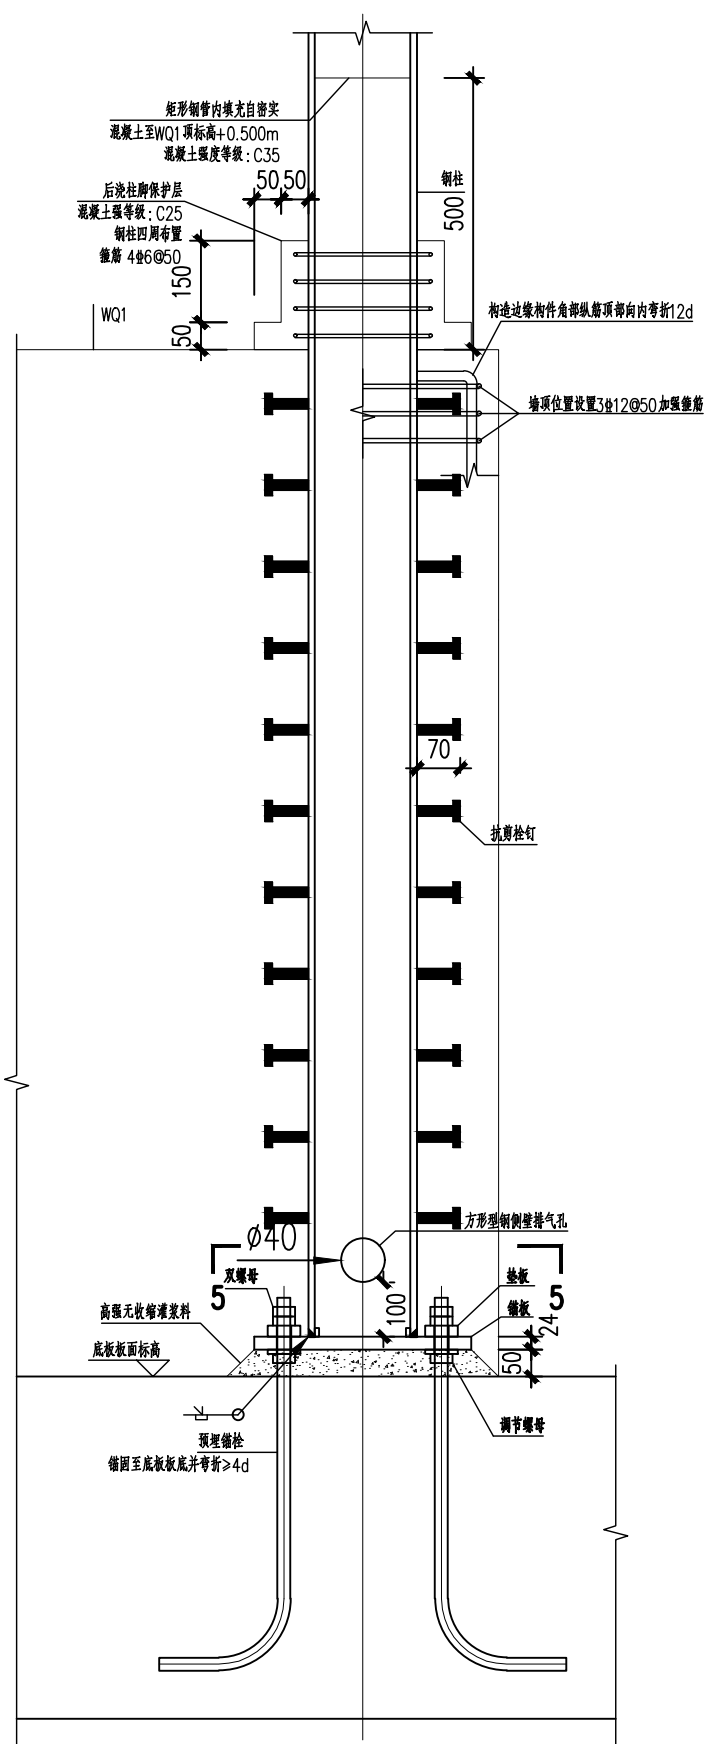 矩形钢管内填充自密实
混凝土至WQ1顶标高+0.500m
混凝土强度等级：C35
50 50
后浇柱脚保护层
混凝土强等级：C25
钢柱四周布置
箍筋 4⌀6@50
钢柱
500
150
50
WQ1
构造边缘构件角部纵筋顶部向内弯折12d
墙顶位置设置3⌀12@50加强箍筋
70
抗剪栓钉
方形型钢侧壁排气孔
Ø40
5
5
双螺母
垫板
锚板
100
24
50
高强无收缩灌浆料
底板板面标高
调节螺母
预埋锚栓
锚固至底板板底并弯折≥4d